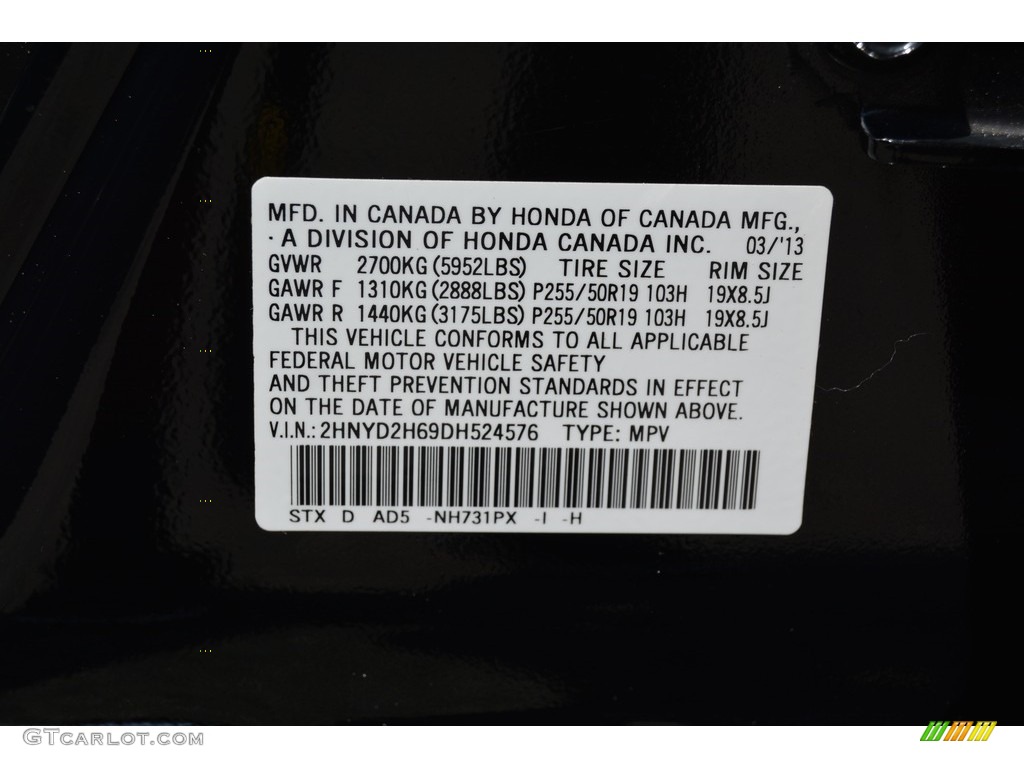 MFD. IN CANADA BY HONDA OF CANADA MFG.,
· A DIVISION OF HONDA CANADA INC. 03/'13
GVWR 2700KG (5952LBS) TIRE SIZE RIM SIZE
GAWR F 1310KG (2888LBS) P255/50R19 103H 19X8.5J
GAWR R 1440KG (3175LBS) P255/50R19 103H 19X8.5J
THIS VEHICLE CONFORMS TO ALL APPLICABLE
FEDERAL MOTOR VEHICLE SAFETY
AND THEFT PREVENTION STANDARDS IN EFFECT
ON THE DATE OF MANUFACTURE SHOWN ABOVE.
V.I.N.: 2HNYD2H69DH524576 TYPE: MPV
STX D AD5 -NH731PX -I -H
GTCARLOT.COM